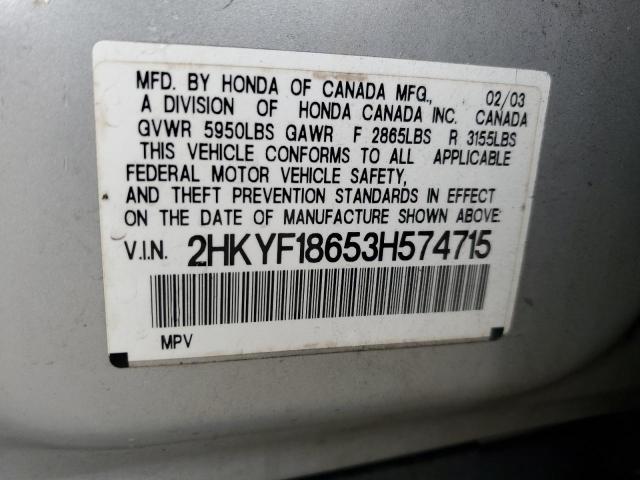 MFD. BY HONDA OF CANADA MFG., 02/03
A DIVISION OF HONDA CANADA INC. CANADA
GVWR 5950LBS GAWR F 2865LBS R 3155LBS
THIS VEHICLE CONFORMS TO ALL APPLICABLE
FEDERAL MOTOR VEHICLE SAFETY,
AND THEFT PREVENTION STANDARDS IN EFFECT
ON THE DATE OF MANUFACTURE SHOWN ABOVE:
V.I.N. 2HKYF18653H574715
MPV